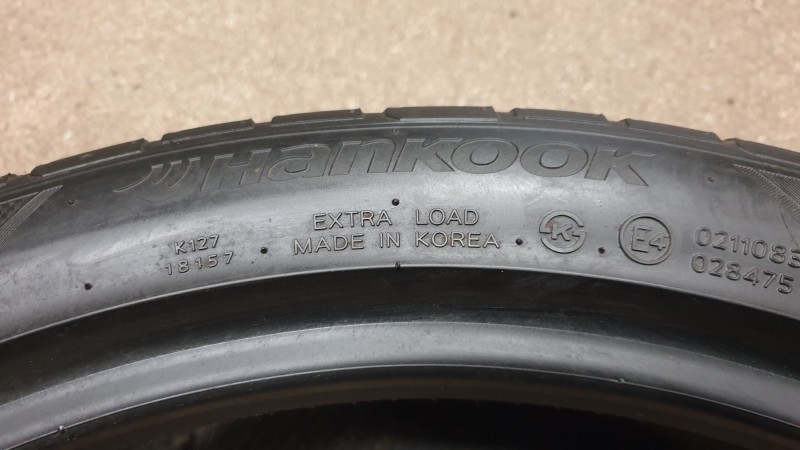 Hankook
EXTRA LOAD
MADE IN KOREA
K127
18157
K
E4
028475